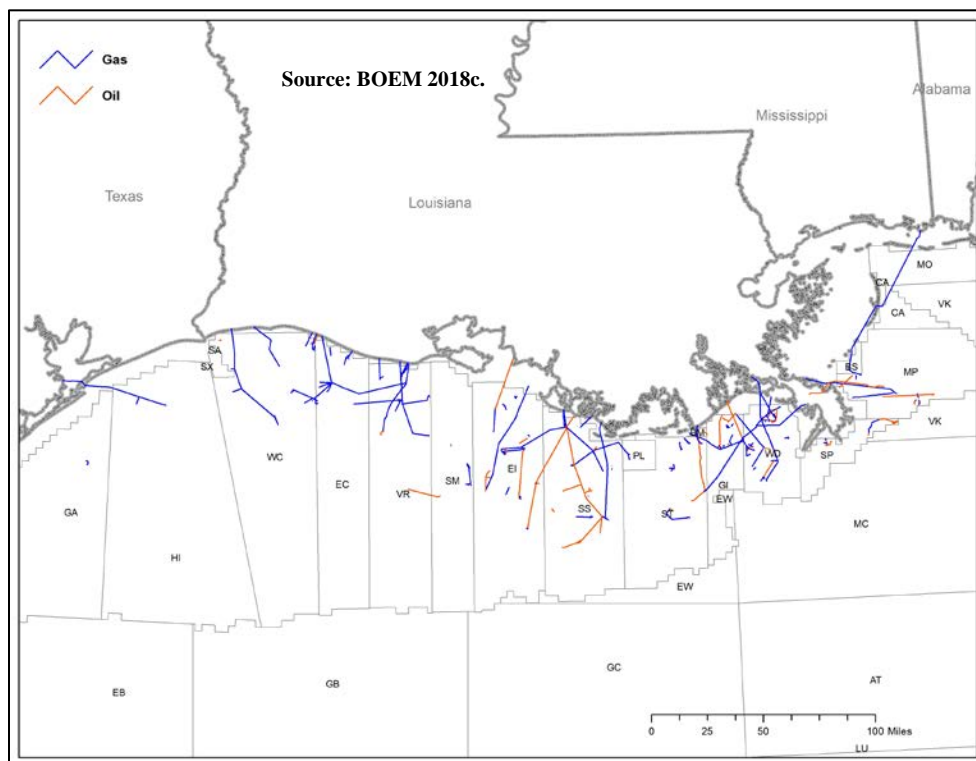 Gas
Source: BOEM 2018c.
Oil
Alabama
Mississippi
Texas
Louisiana
MO
CA
VK
CA
SA
SX
BS
MP
VK
WC
PL
WD
SP
EC
VR
SM
EI
SS
GI
EW
ST
GA
MC
HI
EW
GC
GB
EB
AT
0 25 50 100 Miles
LU